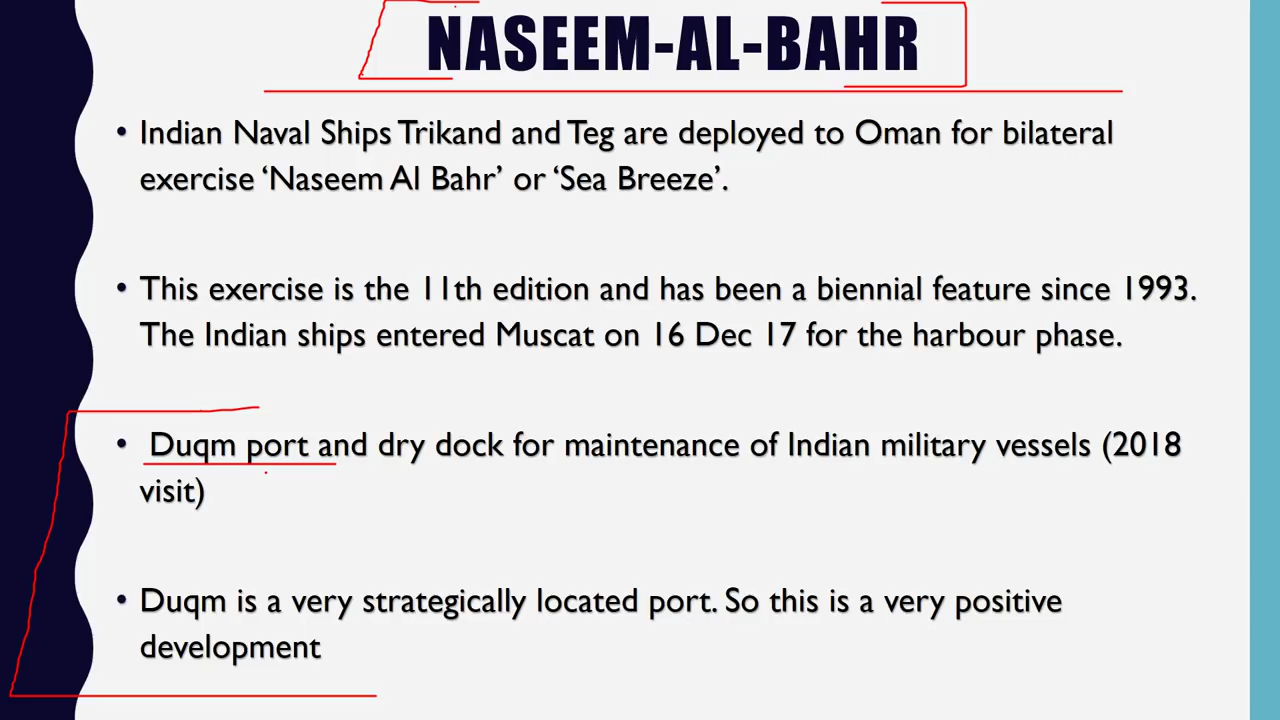 NASEEM-AL-BAHR
• Indian Naval Ships Trikand and Teg are deployed to Oman for bilateral
exercise ‘Naseem Al Bahr’ or ‘Sea Breeze’.
• This exercise is the 11th edition and has been a biennial feature since 1993.
The Indian ships entered Muscat on 16 Dec 17 for the harbour phase.
• Duqm port and dry dock for maintenance of Indian military vessels (2018
visit)
• Duqm is a very strategically located port. So this is a very positive
development